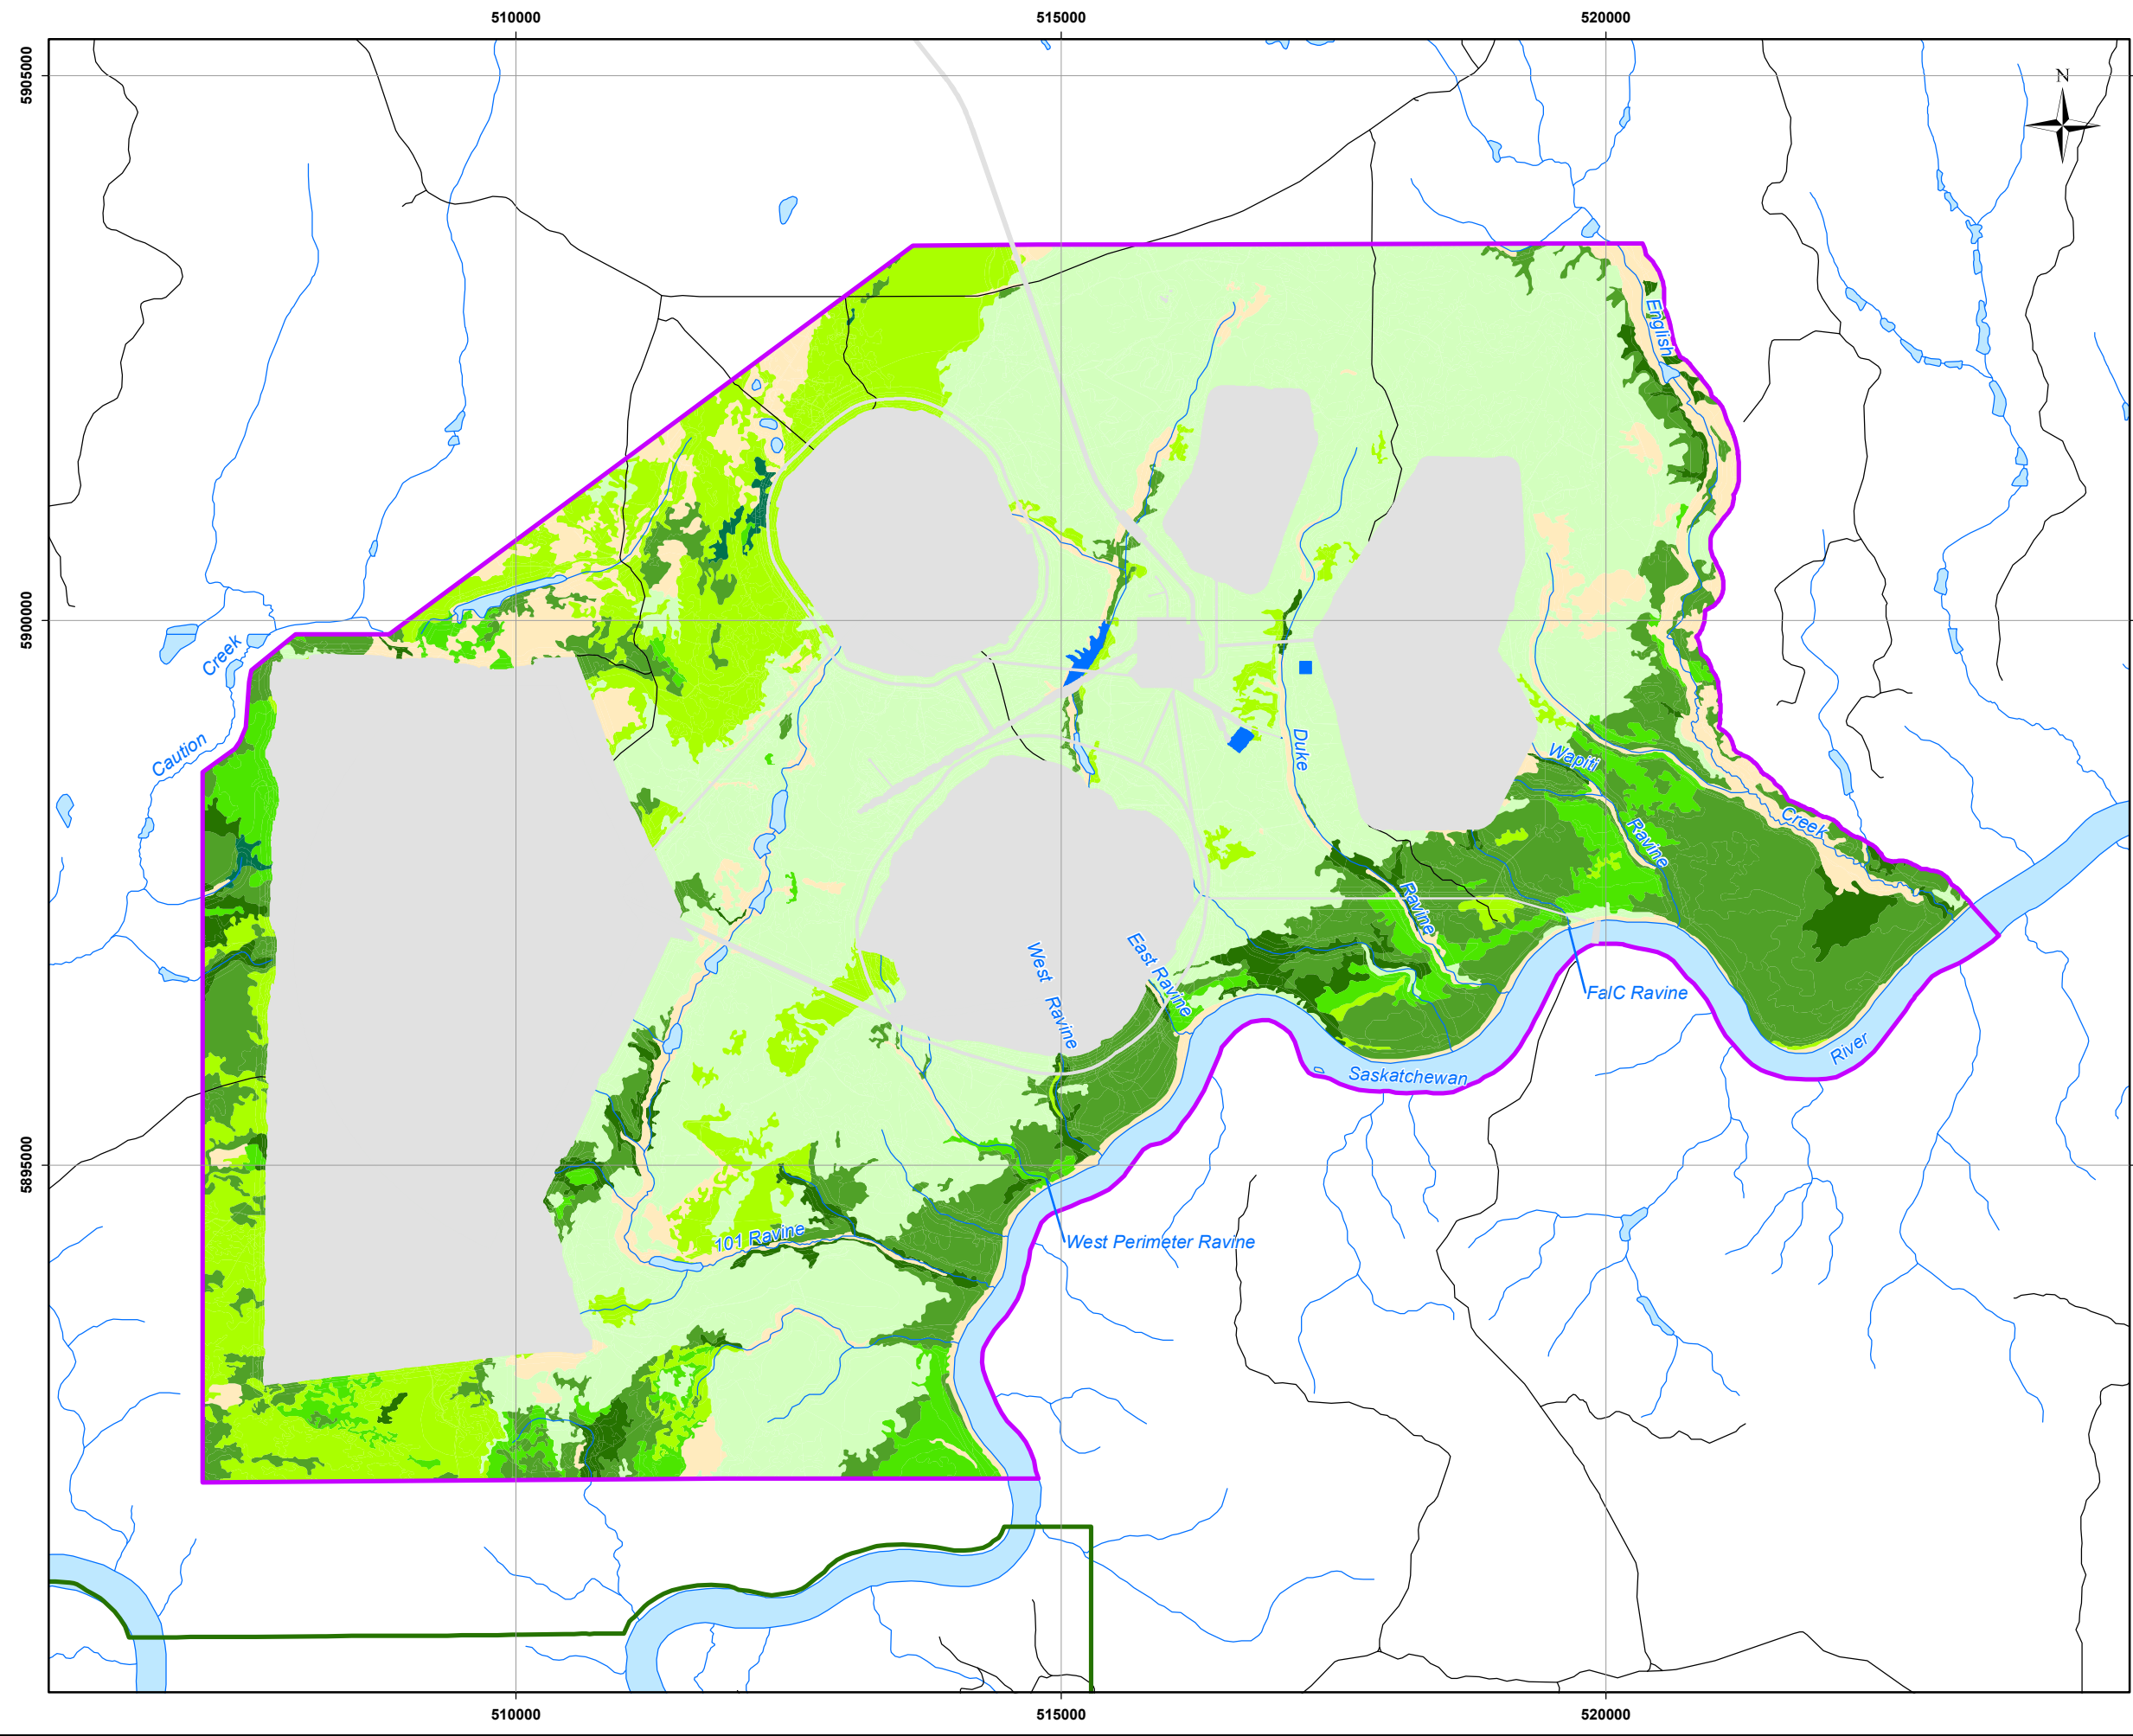 510000
515000
520000
5905000
N
English
5900000
Creek
Caution
Duke
Wapiti
Creek
Ravine
Ravine
West Ravine
East Ravine
FalC Ravine
River
Saskatchewan
5895000
101 Ravine
West Perimeter Ravine
510000
515000
520000